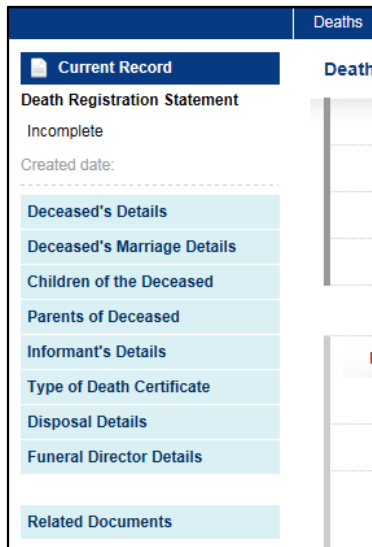 Deaths
Current Record
Death
Death Registration Statement
Incomplete
Created date:
Deceased's Details
Deceased's Marriage Details
Children of the Deceased
Parents of Deceased
Informant's Details
Type of Death Certificate
Disposal Details
Funeral Director Details
Related Documents